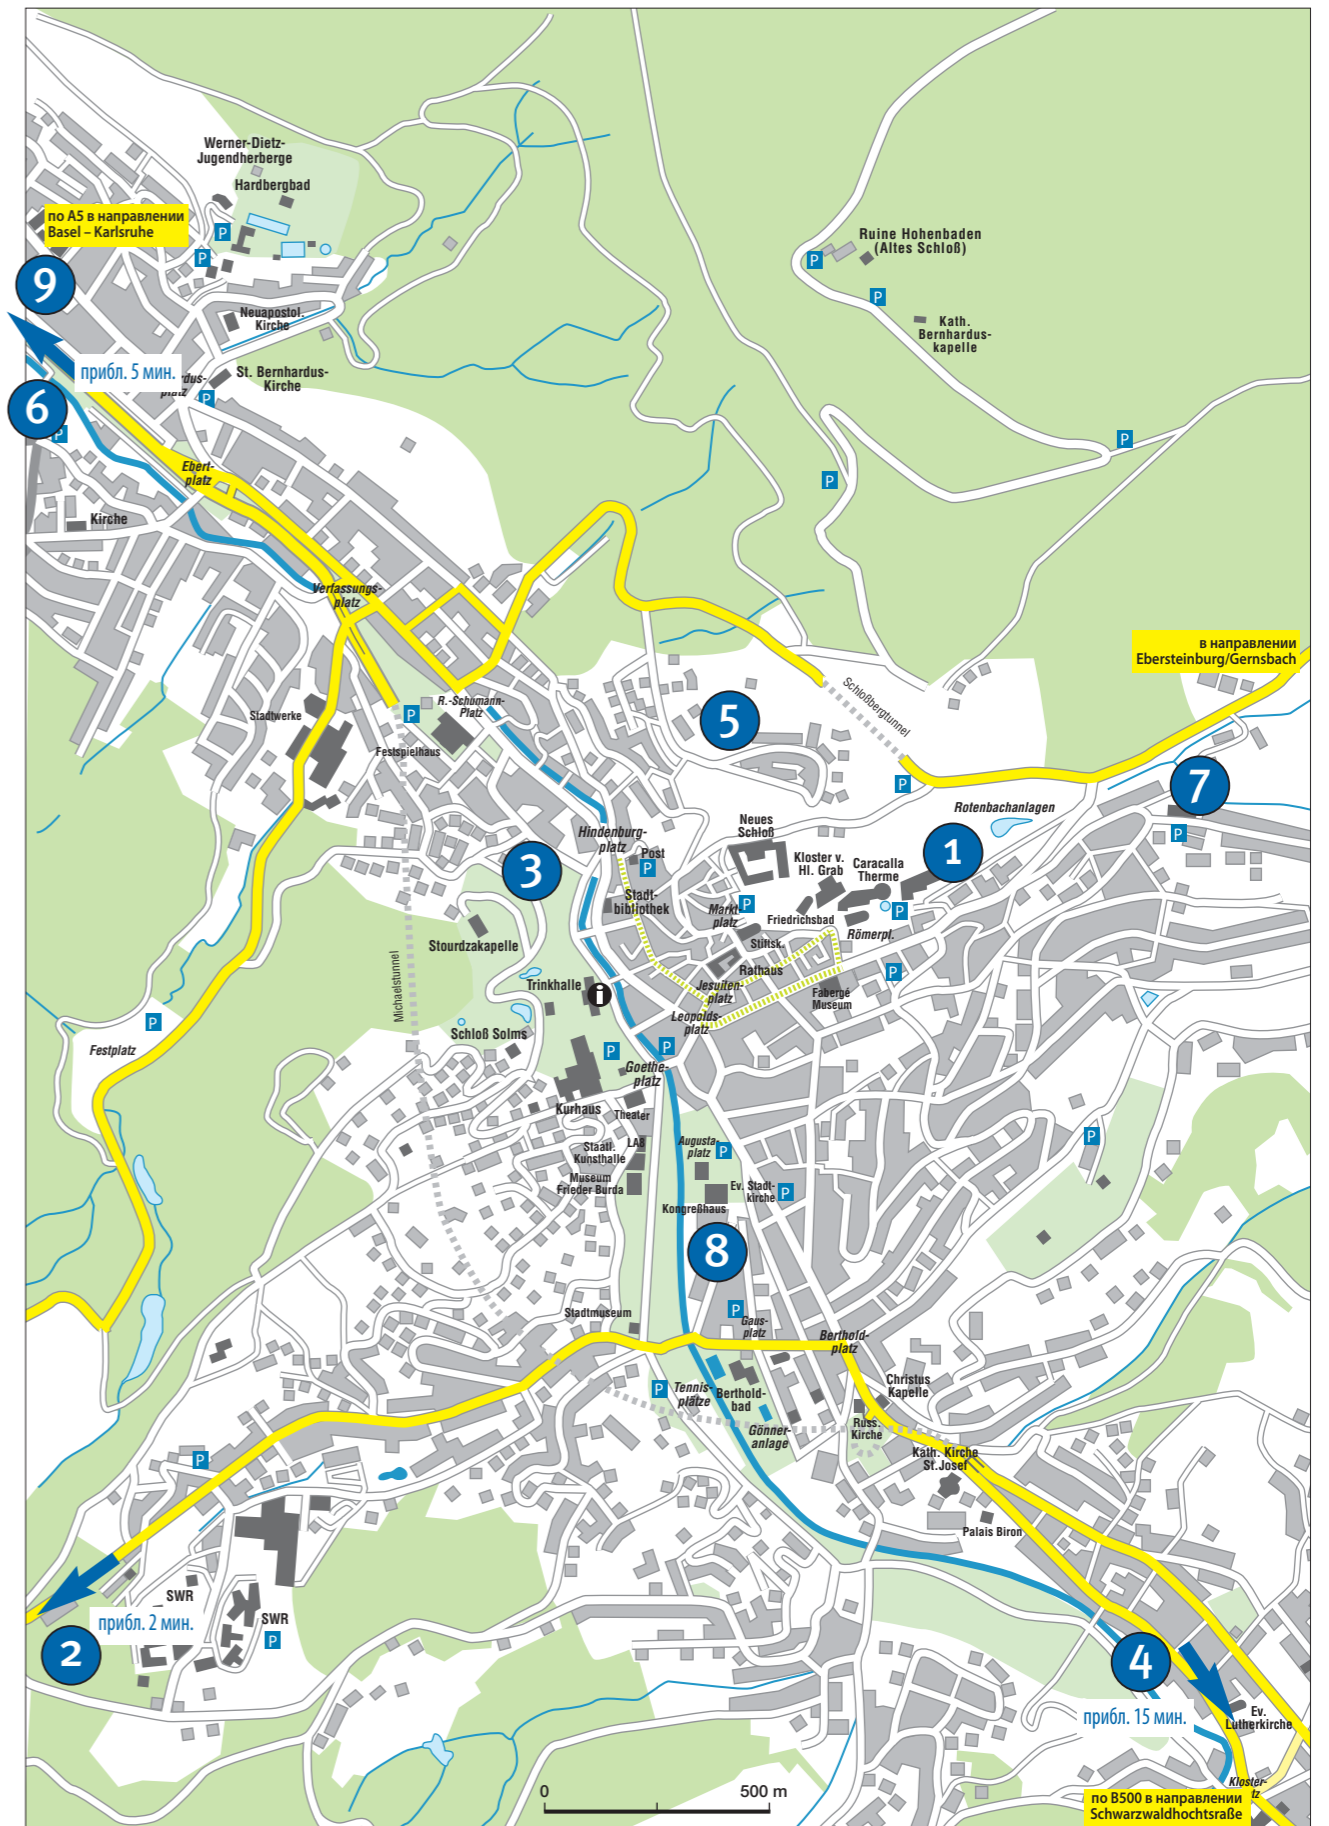 Werner-Dietz-
Jugendherberge
Hardbergbad
по A5 в направлении
Basel – Karlsruhe
P
P
9
Neuapostol.
Kirche
прибл. 5 мин.
St. Bernhardus-
Kirche
platz
P
6
P
Ebert-
platz
Kirche
Ruine Hohenbaden
(Altes Schloß)
P
P
Kath.
Bernhardus-
kapelle
P
P
Verfassungs-
platz
в направлении
Ebersteinburg/Gernsbach
Schloßbergtunnel
R.-Schumann-
Platz
P
Stadtwerke
Festspielhaus
5
P
7
P
Rotenbachanlagen
Neues
Schloß
Hindenburg-
platz
Post
P
3
Kloster v.
Hl. Grab
Caracalla
Therme
1
Stadt-
bibliothek
Markt-
platz
P
Friedrichsbad
P
Römerpl.
Stiftsk.
Rathaus
P
Stourdzakapelle
Michaelstunnel
Trinkhalle
i
Jesuiten-
platz
Fabergé
Museum
Leopolds-
platz
Schloß Solms
P
Festplatz
P
P
Goethe-
platz
Kurhaus
Theater
LA8
Staatl.
Kunsthalle
Museum
Frieder Burda
Augusta-
platz
P
P
Ev. Stadt-
kirche
P
Kongreßhaus
8
Stadtmuseum
P
Gaus-
platz
Berthold-
platz
P
Tennis-
plätze
Berthold-
bad
Christus
Kapelle
Russ.
Kirche
Gönner-
anlage
Kath. Kirche
St.Josef
P
Palais Biron
SWR
прибл. 2 мин.
SWR
P
2
4
прибл. 15 мин.
Ev.
Lutherkirche
Kloster-
tz
0
500 m
по B500 в направлении
Schwarzwaldhochtsraße